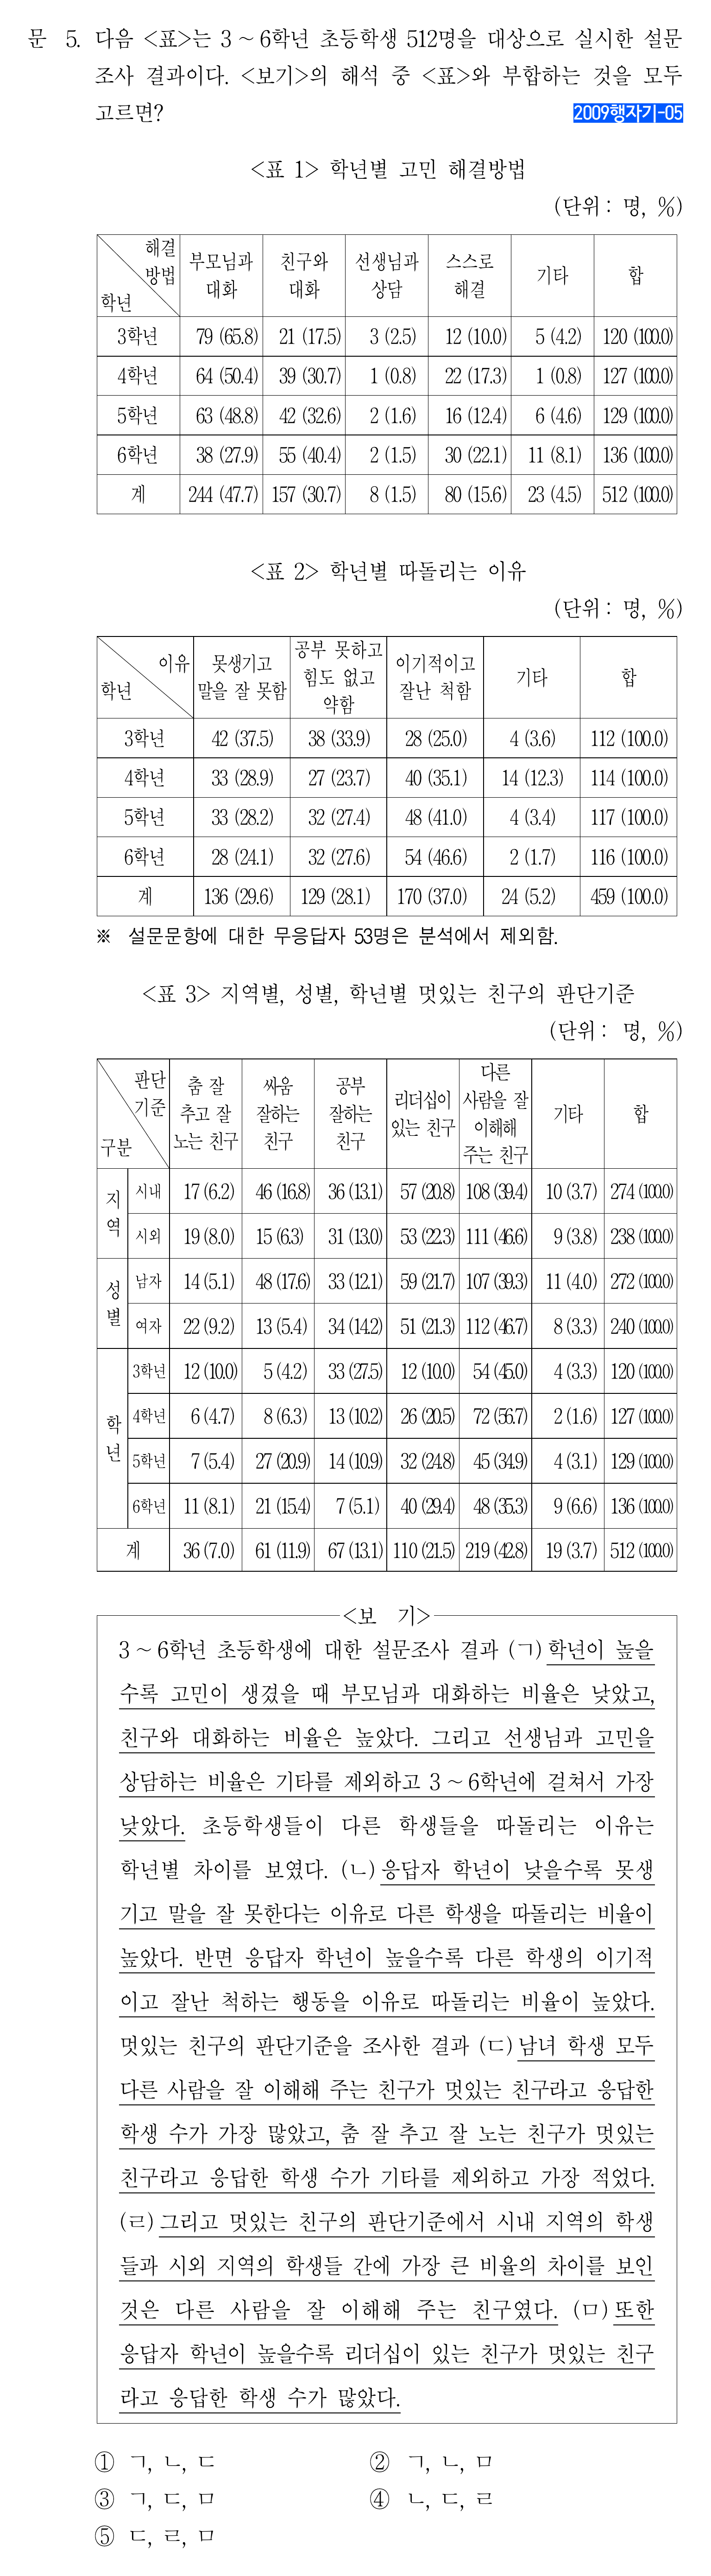 문 5. 다음 <표>는 3 ~ 6학년 초등학생 512명을 대상으로 실시한 설문
조사 결과이다. <보기>의 해석 중 <표>와 부합하는 것을 모두
고르면? 2009행자기-05
<표 1> 학년별 고민 해결방법
(단위 : 명, %)
해결 방법 학년 부모님과 대화 친구와 대화 선생님과 상담 스스로 해결 기타 합
3학년 79 (65.8) 21 (17.5) 3 (2.5) 12 (10.0) 5 (4.2) 120 (100.0)
4학년 64 (50.4) 39 (30.7) 1 (0.8) 22 (17.3) 1 (0.8) 127 (100.0)
5학년 63 (48.8) 42 (32.6) 2 (1.6) 16 (12.4) 6 (4.6) 129 (100.0)
6학년 38 (27.9) 55 (40.4) 2 (1.5) 30 (22.1) 11 (8.1) 136 (100.0)
계 244 (47.7) 157 (30.7) 8 (1.5) 80 (15.6) 23 (4.5) 512 (100.0)
<표 2> 학년별 따돌리는 이유
(단위 : 명, %)
이유 학년 못생기고 말을 잘 못함 공부 못하고 힘도 없고 약함 이기적이고 잘난 척함 기타 합
3학년 42 (37.5) 38 (33.9) 28 (25.0) 4 (3.6) 112 (100.0)
4학년 33 (28.9) 27 (23.7) 40 (35.1) 14 (12.3) 114 (100.0)
5학년 33 (28.2) 32 (27.4) 48 (41.0) 4 (3.4) 117 (100.0)
6학년 28 (24.1) 32 (27.6) 54 (46.6) 2 (1.7) 116 (100.0)
계 136 (29.6) 129 (28.1) 170 (37.0) 24 (5.2) 459 (100.0)
※ 설문문항에 대한 무응답자 53명은 분석에서 제외함.
<표 3> 지역별, 성별, 학년별 멋있는 친구의 판단기준
(단위 : 명, %)
판단 기준 구분 춤 잘 추고 잘 노는 친구 싸움 잘하는 친구 공부 잘하는 친구 리더십이 있는 친구 다른 사람을 잘 이해해 주는 친구 기타 합
지역 시내 17 (6.2) 46 (16.8) 36 (13.1) 57 (20.8) 108 (39.4) 10 (3.7) 274 (100.0)
시외 19 (8.0) 15 (6.3) 31 (13.0) 53 (22.3) 111 (46.6) 9 (3.8) 238 (100.0)
성별 남자 14 (5.1) 48 (17.6) 33 (12.1) 59 (21.7) 107 (39.3) 11 (4.0) 272 (100.0)
여자 22 (9.2) 13 (5.4) 34 (14.2) 51 (21.3) 112 (46.7) 8 (3.3) 240 (100.0)
학년 3학년 12 (10.0) 5 (4.2) 33 (27.5) 12 (10.0) 54 (45.0) 4 (3.3) 120 (100.0)
4학년 6 (4.7) 8 (6.3) 13 (10.2) 26 (20.5) 72 (56.7) 2 (1.6) 127 (100.0)
5학년 7 (5.4) 27 (20.9) 14 (10.9) 32 (24.8) 45 (34.9) 4 (3.1) 129 (100.0)
6학년 11 (8.1) 21 (15.4) 7 (5.1) 40 (29.4) 48 (35.3) 9 (6.6) 136 (100.0)
계 36 (7.0) 61 (11.9) 67 (13.1) 110 (21.5) 219 (42.8) 19 (3.7) 512 (100.0)
<보 기>
3 ~ 6학년 초등학생에 대한 설문조사 결과 (ㄱ) 학년이 높을
수록 고민이 생겼을 때 부모님과 대화하는 비율은 낮았고,
친구와 대화하는 비율은 높았다. 그리고 선생님과 고민을
상담하는 비율은 기타를 제외하고 3 ~ 6학년에 걸쳐서 가장
낮았다. 초등학생들이 다른 학생들을 따돌리는 이유는
학년별 차이를 보였다. (ㄴ) 응답자 학년이 낮을수록 못생
기고 말을 잘 못한다는 이유로 다른 학생을 따돌리는 비율이
높았다. 반면 응답자 학년이 높을수록 다른 학생의 이기적
이고 잘난 척하는 행동을 이유로 따돌리는 비율이 높았다.
멋있는 친구의 판단기준을 조사한 결과 (ㄷ) 남녀 학생 모두
다른 사람을 잘 이해해 주는 친구가 멋있는 친구라고 응답한
학생 수가 가장 많았고, 춤 잘 추고 잘 노는 친구가 멋있는
친구라고 응답한 학생 수가 기타를 제외하고 가장 적었다.
(ㄹ) 그리고 멋있는 친구의 판단기준에서 시내 지역의 학생
들과 시외 지역의 학생들 간에 가장 큰 비율의 차이를 보인
것은 다른 사람을 잘 이해해 주는 친구였다. (ㅁ) 또한
응답자 학년이 높을수록 리더십이 있는 친구가 멋있는 친구
라고 응답한 학생 수가 많았다.
① ㄱ, ㄴ, ㄷ ② ㄱ, ㄴ, ㅁ
③ ㄱ, ㄷ, ㅁ ④ ㄴ, ㄷ, ㄹ
⑤ ㄷ, ㄹ, ㅁ